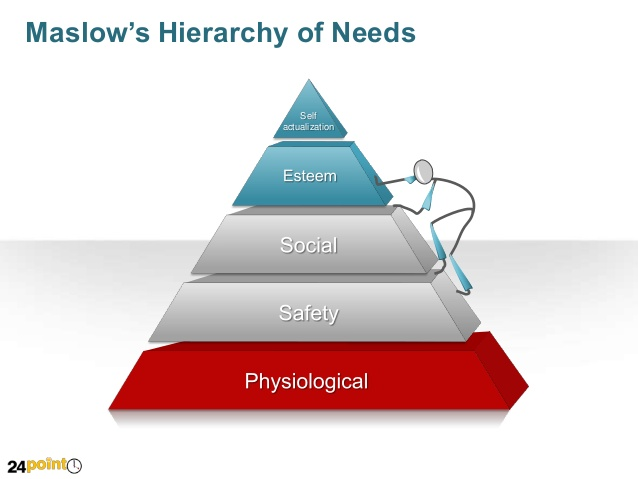 Maslow’s Hierarchy of Needs
Self
actualization
Esteem
Social
Safety
Physiological
24point